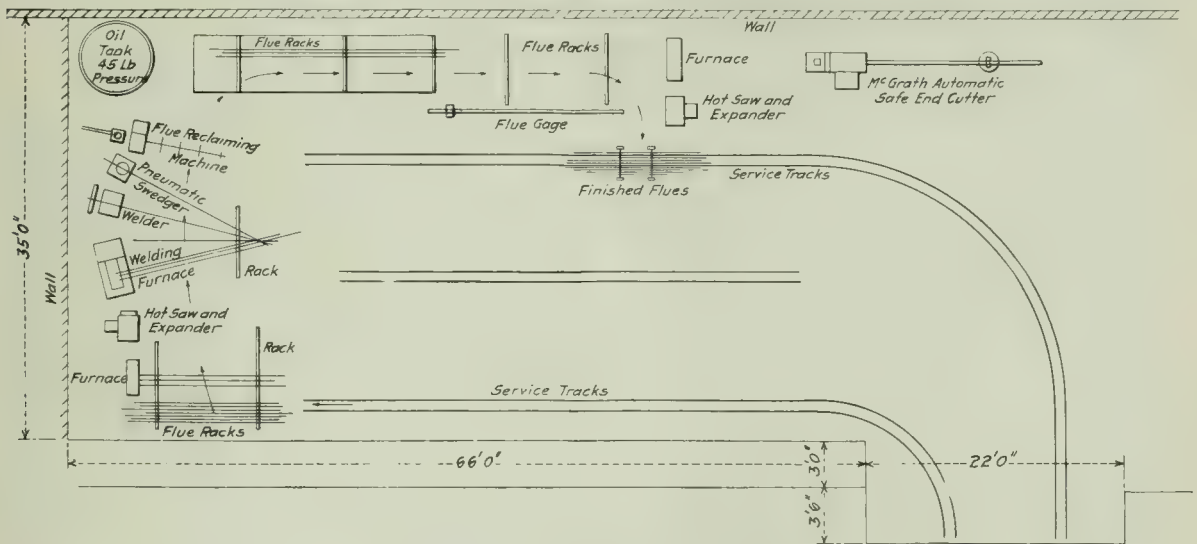 Wall
Oil
Tank
45 Lb
Pressure
Flue Racks
Flue Racks
Furnace
Mc Grath Automatic
Safe End Cutter
Hot Saw and
Expander
Flue Gage
Flue Reclaiming
Machine
Pneumatic
Swedger
Welder
Welding
Furnace
Rack
Finished Flues
Service Tracks
35'0"
Wall
Hot Saw and
Expander
Rack
Furnace
Flue Racks
Service Tracks
66'0"
22'0"
3'0"
3'6"